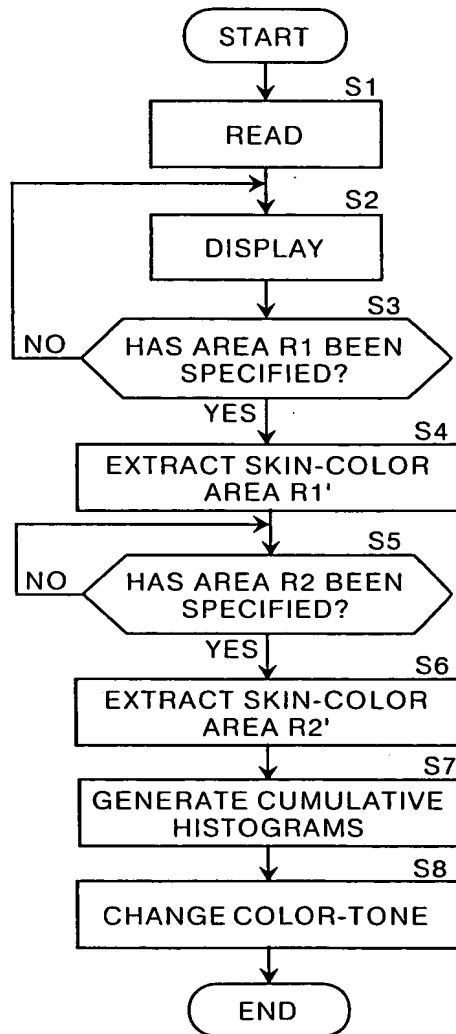 START
S1
READ
S2
DISPLAY
S3
NO
HAS AREA R1 BEEN
SPECIFIED?
YES
S4
EXTRACT SKIN-COLOR
AREA R1'
S5
NO
HAS AREA R2 BEEN
SPECIFIED?
YES
S6
EXTRACT SKIN-COLOR
AREA R2'
S7
GENERATE CUMULATIVE
HISTOGRAMS
S8
CHANGE COLOR-TONE
END